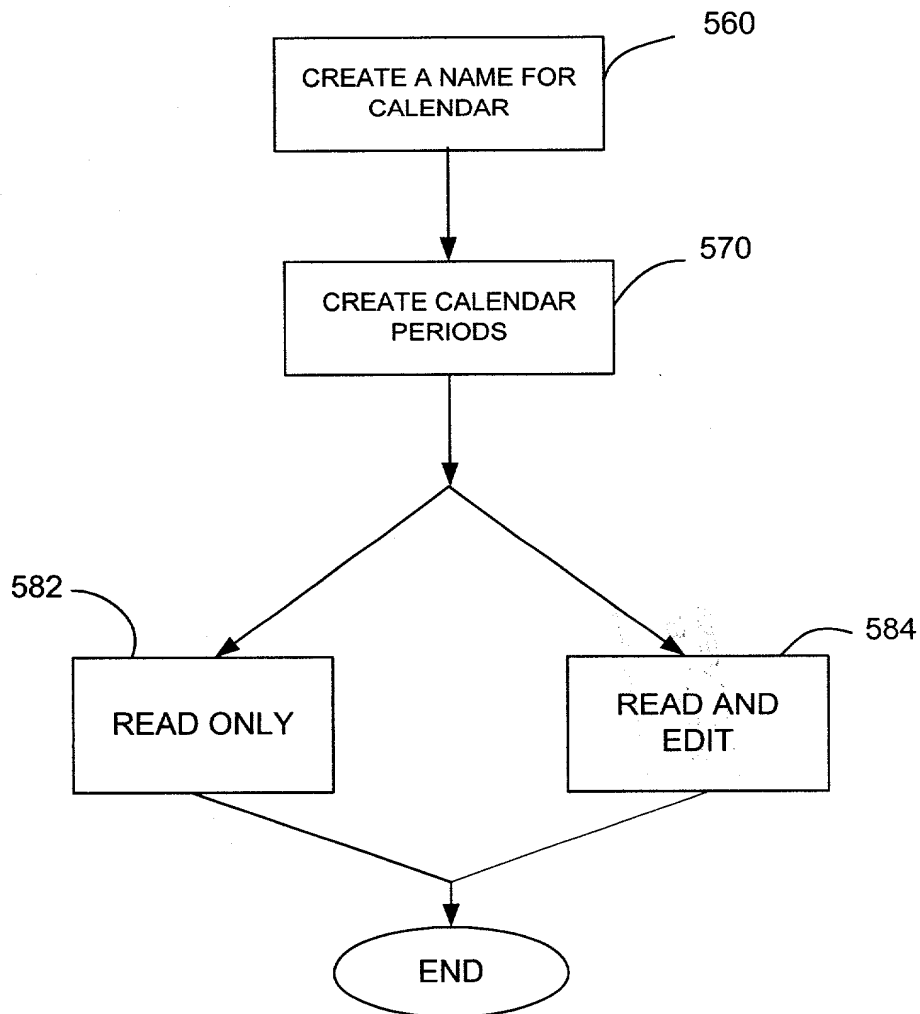 560
CREATE A NAME FOR
CALENDAR
570
CREATE CALENDAR
PERIODS
582
584
READ ONLY
READ AND
EDIT
END